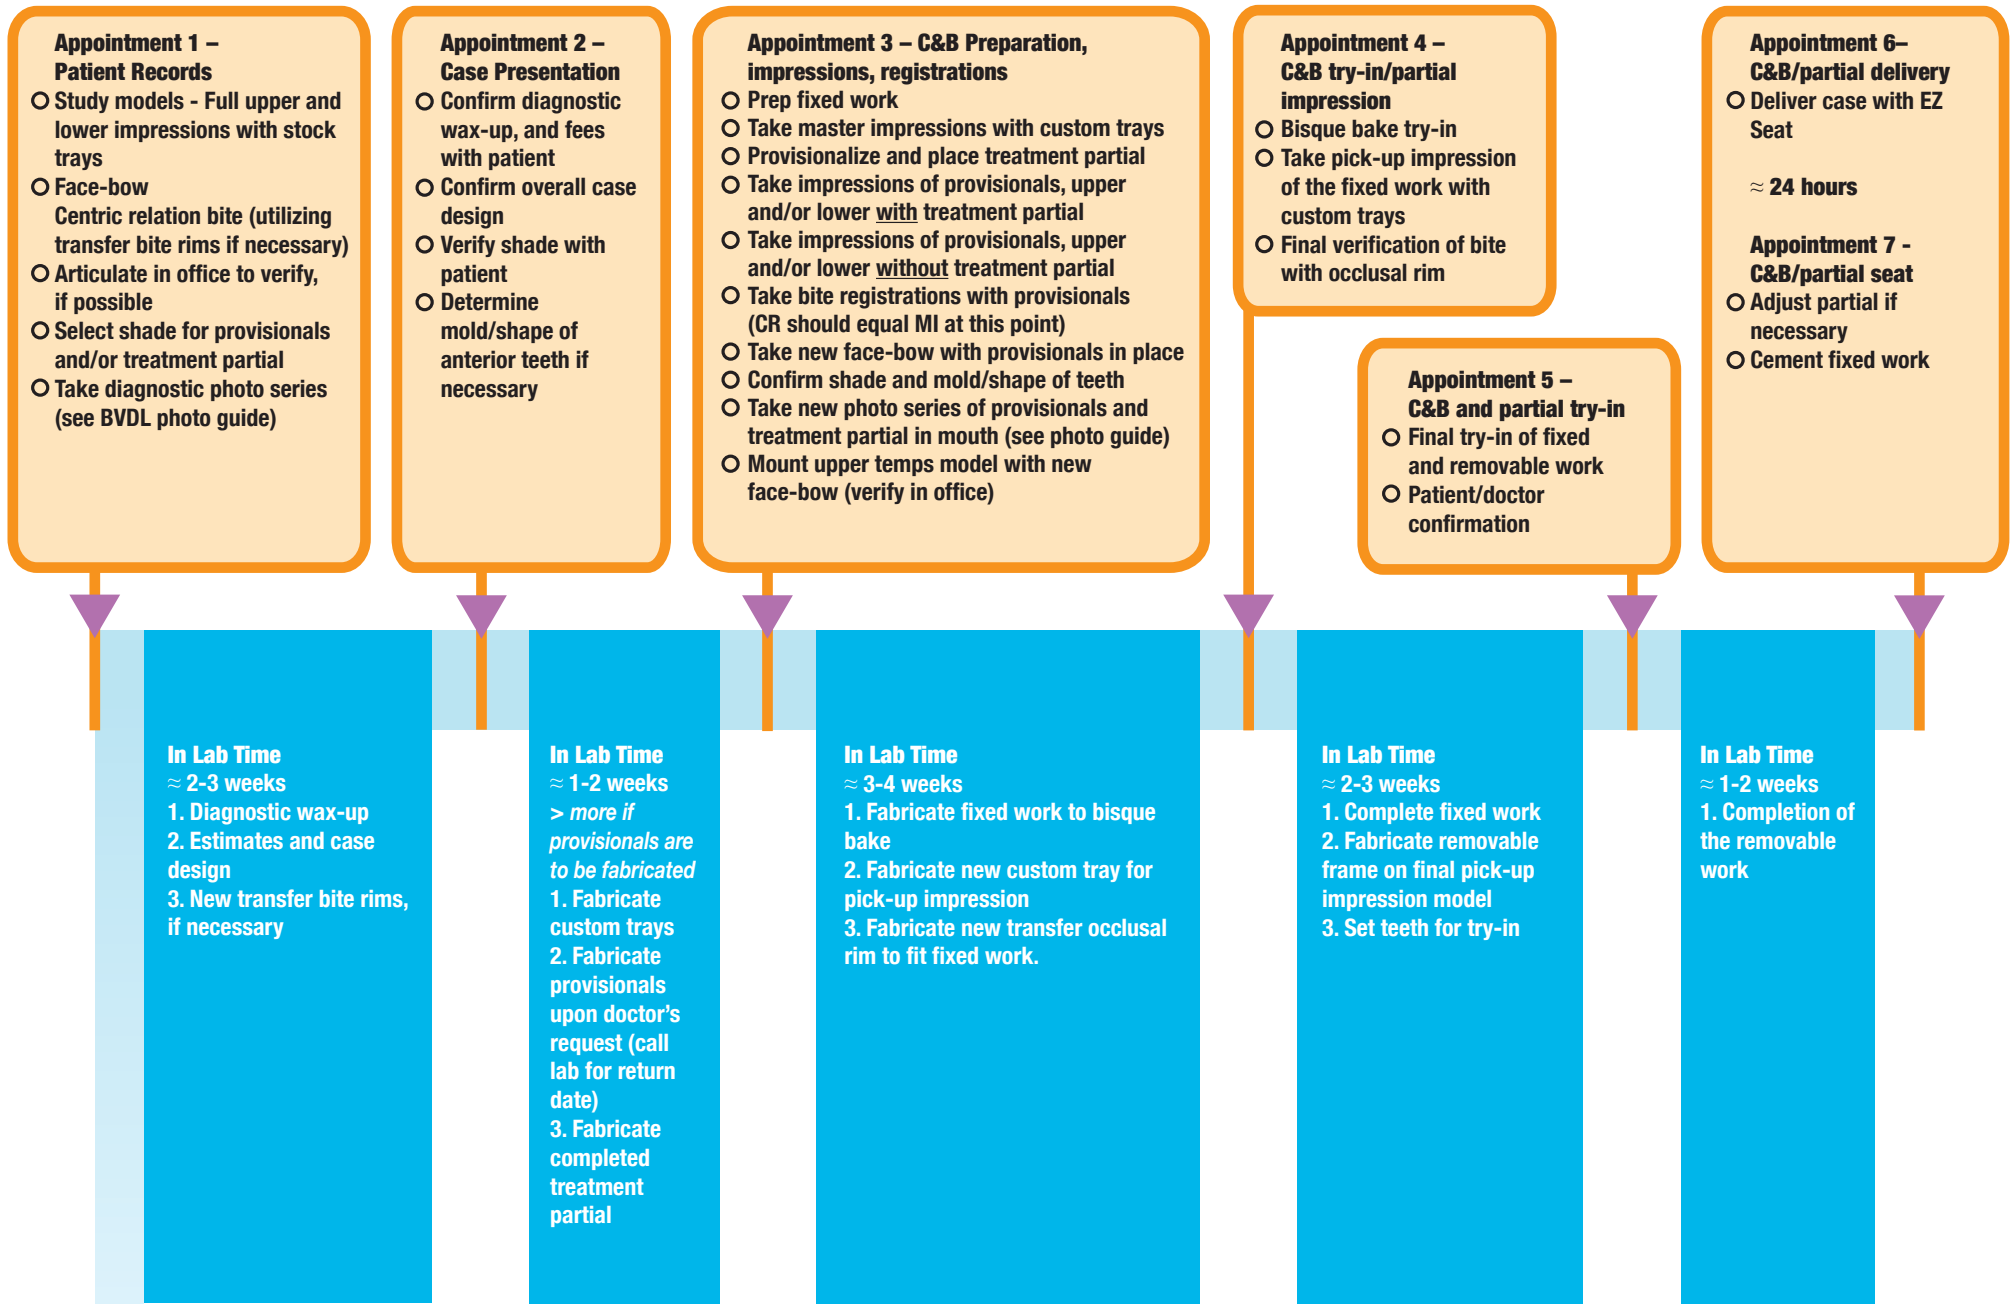 Appointment 1 –
Patient Records
Study models - Full upper and
lower impressions with stock
trays
Face-bow
Centric relation bite (utilizing
transfer bite rims if necessary)
Articulate in office to verify,
if possible
Select shade for provisionals
and/or treatment partial
Take diagnostic photo series
(see BVDL photo guide)
Appointment 2 –
Case Presentation
Confirm diagnostic
wax-up, and fees
with patient
Confirm overall case
design
Verify shade with
patient
Determine
mold/shape of
anterior teeth if
necessary
Appointment 3 – C&B Preparation,
impressions, registrations
Prep fixed work
Take master impressions with custom trays
Provisionalize and place treatment partial
Take impressions of provisionals, upper
and/or lower with treatment partial
Take impressions of provisionals, upper
and/or lower without treatment partial
Take bite registrations with provisionals
(CR should equal MI at this point)
Take new face-bow with provisionals in place
Confirm shade and mold/shape of teeth
Take new photo series of provisionals and
treatment partial in mouth (see photo guide)
Mount upper temps model with new
face-bow (verify in office)
Appointment 4 –
C&B try-in/partial
impression
Bisque bake try-in
Take pick-up impression
of the fixed work with
custom trays
Final verification of bite
with occlusal rim
Appointment 5 –
C&B and partial try-in
Final try-in of fixed
and removable work
Patient/doctor
confirmation
Appointment 6–
C&B/partial delivery
Deliver case with EZ
Seat
≈ 24 hours
Appointment 7 -
C&B/partial seat
Adjust partial if
necessary
Cement fixed work
In Lab Time
≈ 2-3 weeks
1. Diagnostic wax-up
2. Estimates and case
design
3. New transfer bite rims,
if necessary
In Lab Time
≈ 1-2 weeks
> more if
provisionals are
to be fabricated
1. Fabricate
custom trays
2. Fabricate
provisionals
upon doctor’s
request (call
lab for return
date)
3. Fabricate
completed
treatment
partial
In Lab Time
≈ 3-4 weeks
1. Fabricate fixed work to bisque
bake
2. Fabricate new custom tray for
pick-up impression
3. Fabricate new transfer occlusal
rim to fit fixed work.
In Lab Time
≈ 2-3 weeks
1. Complete fixed work
2. Fabricate removable
frame on final pick-up
impression model
3. Set teeth for try-in
In Lab Time
≈ 1-2 weeks
1. Completion of
the removable
work